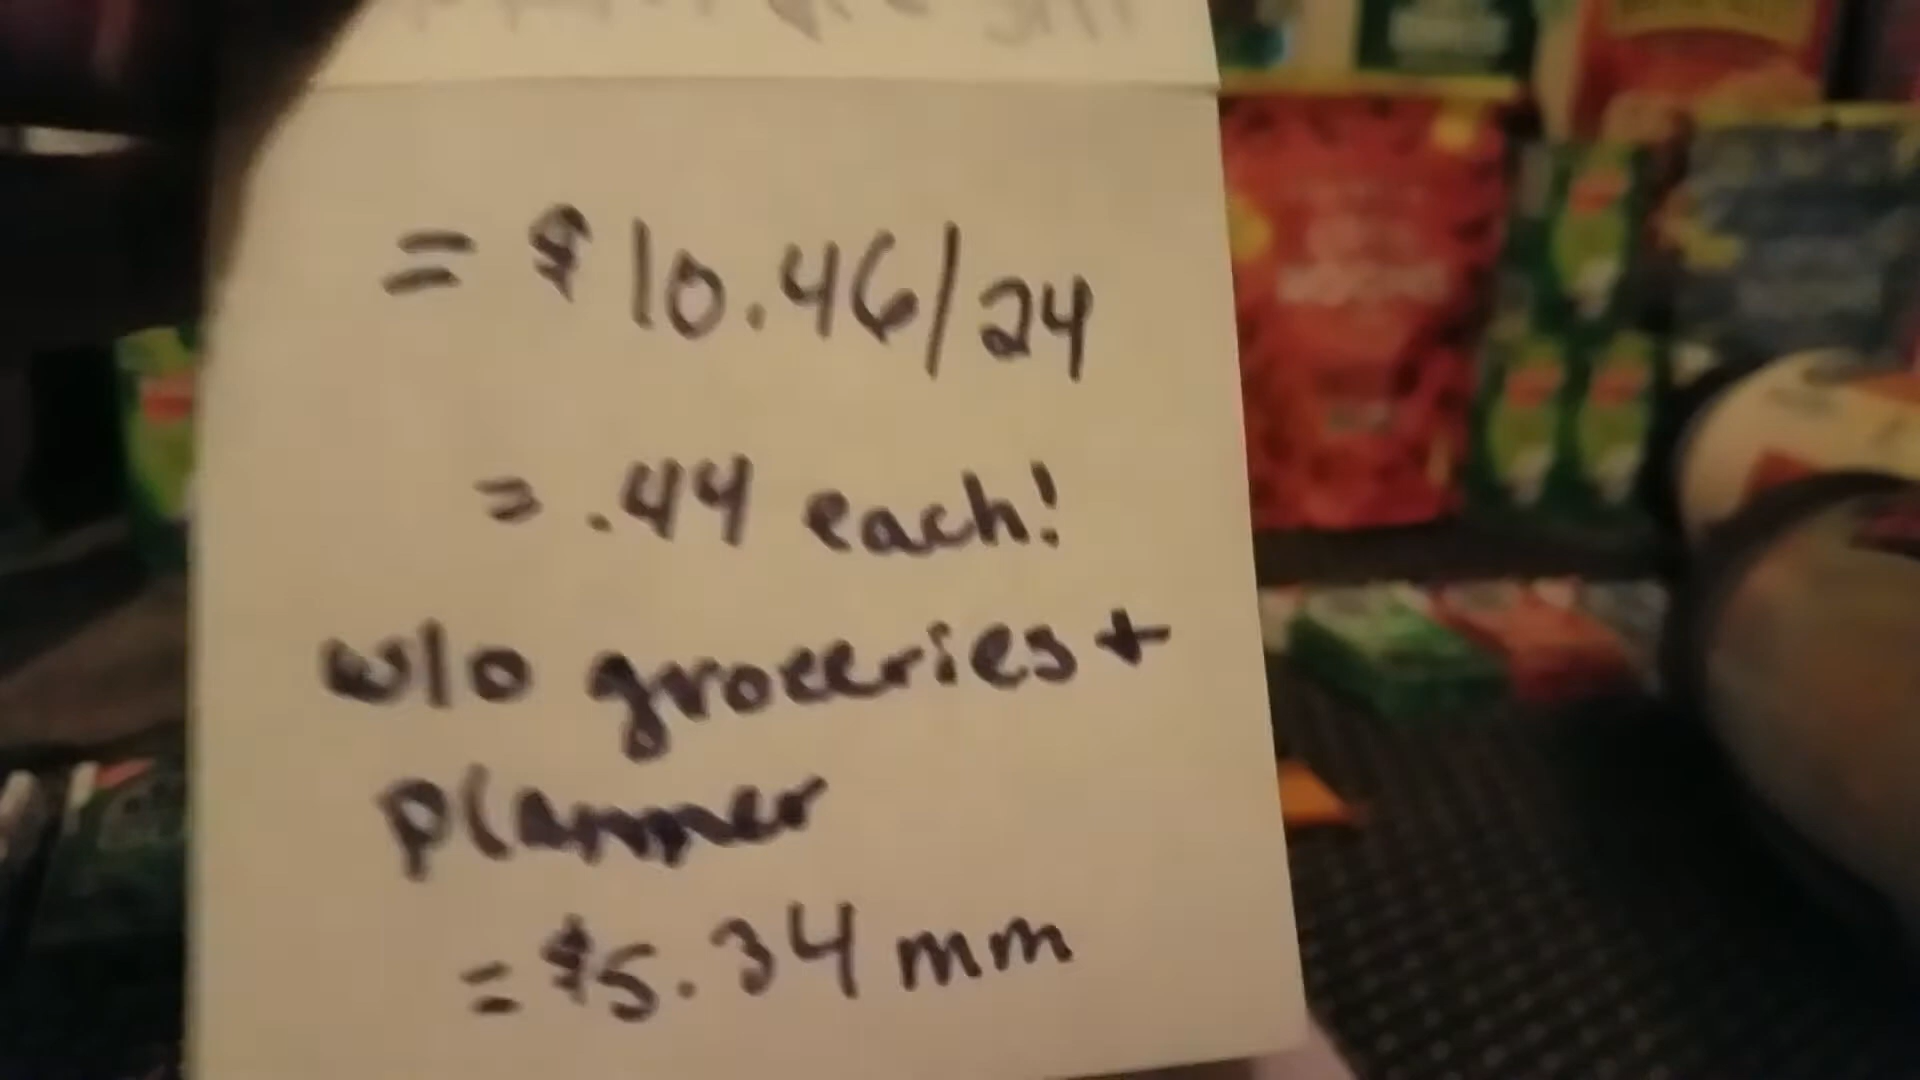 = $10.46/24
= .44 each!
w/o groceries +
planner
= $5.34 mm